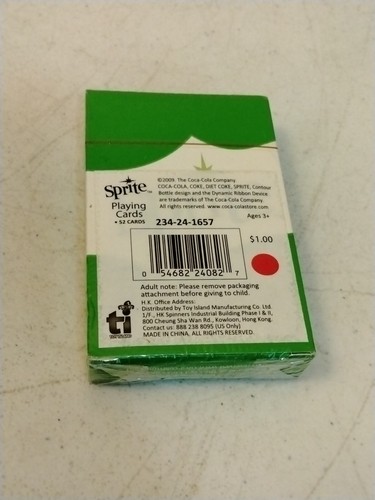 ©2009. The Coca-Cola Company.
COCA-COLA, COKE, DIET COKE, SPRITE, Contour
Bottle design and the Dynamic Ribbon Device
are trademarks of The Coca-Cola Company
All rights reserved. www.coca-colastore.com
Sprite™
Playing
Cards
• 52 CARDS
234-24-1657
Ages 3+
$1.00
0 54682 24082 7
Adult note: Please remove packaging
attachment before giving to child.
H.K. Office Address:
Distributed by Toy Island Manufacturing Co. Ltd.
1/F., HK Spinners Industrial Building Phase I & II,
800 Cheung Sha Wan Rd., Kowloon, Hong Kong.
Contact us: 888 238 8095 (US Only)
MADE IN CHINA, ALL RIGHTS RESERVED.
ti